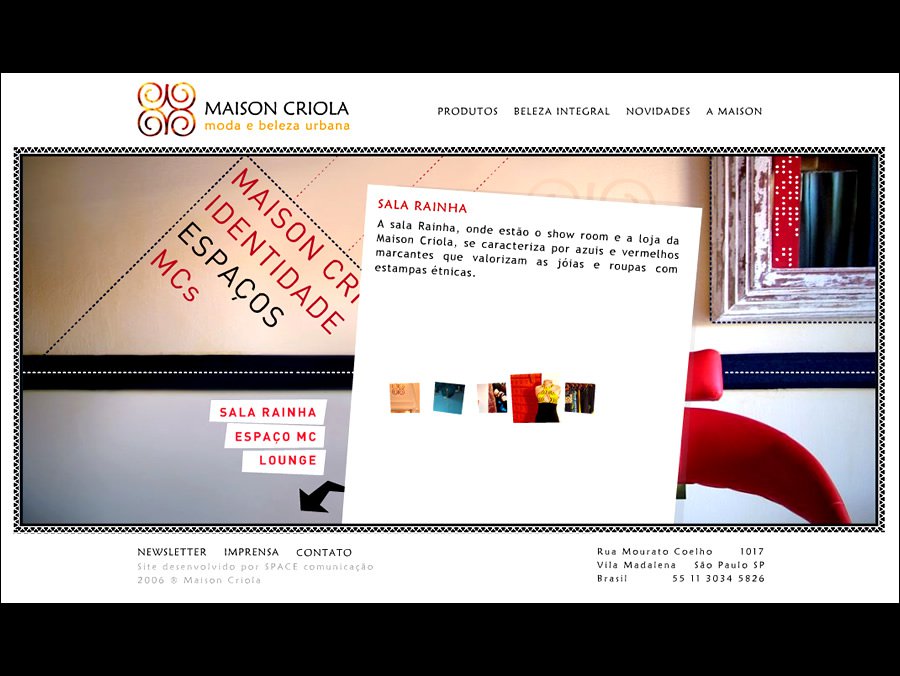 MAISON CRIOLA
moda e beleza urbana
PRODUTOS BELEZA INTEGRAL NOVIDADES A MAISON
MAISON CRI
IDENTIDADE
ESPAÇOS
MCs
SALA RAINHA
A sala Rainha, onde estão o show room e a loja da
Maison Criola, se caracteriza por azuis e vermelhos
marcantes que valorizam as jóias e roupas com
estampas étnicas.
SALA RAINHA
ESPAÇO MC
LOUNGE
NEWSLETTER IMPRENSA CONTATO
Site desenvolvido por SPACE comunicação
2006 ® Maison Criola
Rua Mourato Coelho 1017
Vila Madalena São Paulo SP
Brasil 55 11 3034 5826